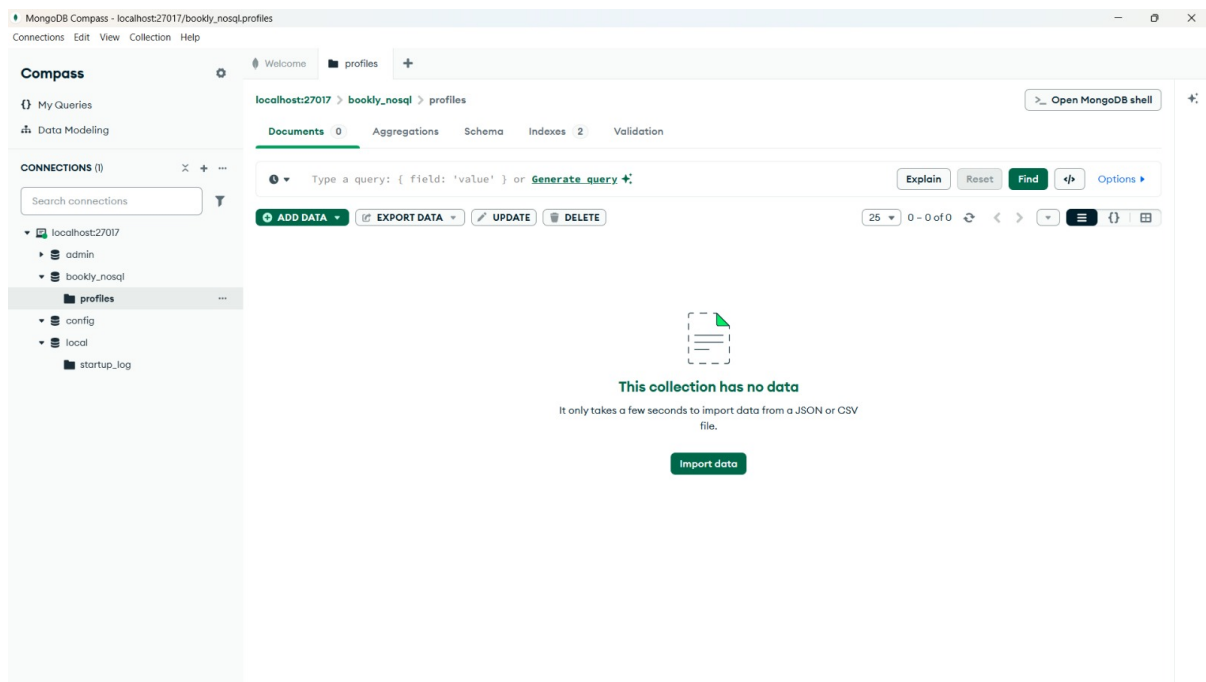 MongoDB Compass - localhost:27017/bookly_nosql.profiles
Connections Edit View Collection Help
Compass
Welcome
profiles
My Queries
Data Modeling
CONNECTIONS (1)
Search connections
localhost:27017
admin
bookly_nosql
profiles
config
local
startup_log
localhost:27017 > bookly_nosql > profiles
>_ Open MongoDB shell
Documents 0 Aggregations Schema Indexes 2 Validation
Type a query: { field: 'value' } or Generate query
Explain Reset Find </> Options
ADD DATA EXPORT DATA UPDATE DELETE
25 0 – 0 of 0 {}
This collection has no data
It only takes a few seconds to import data from a JSON or CSV
file.
Import data